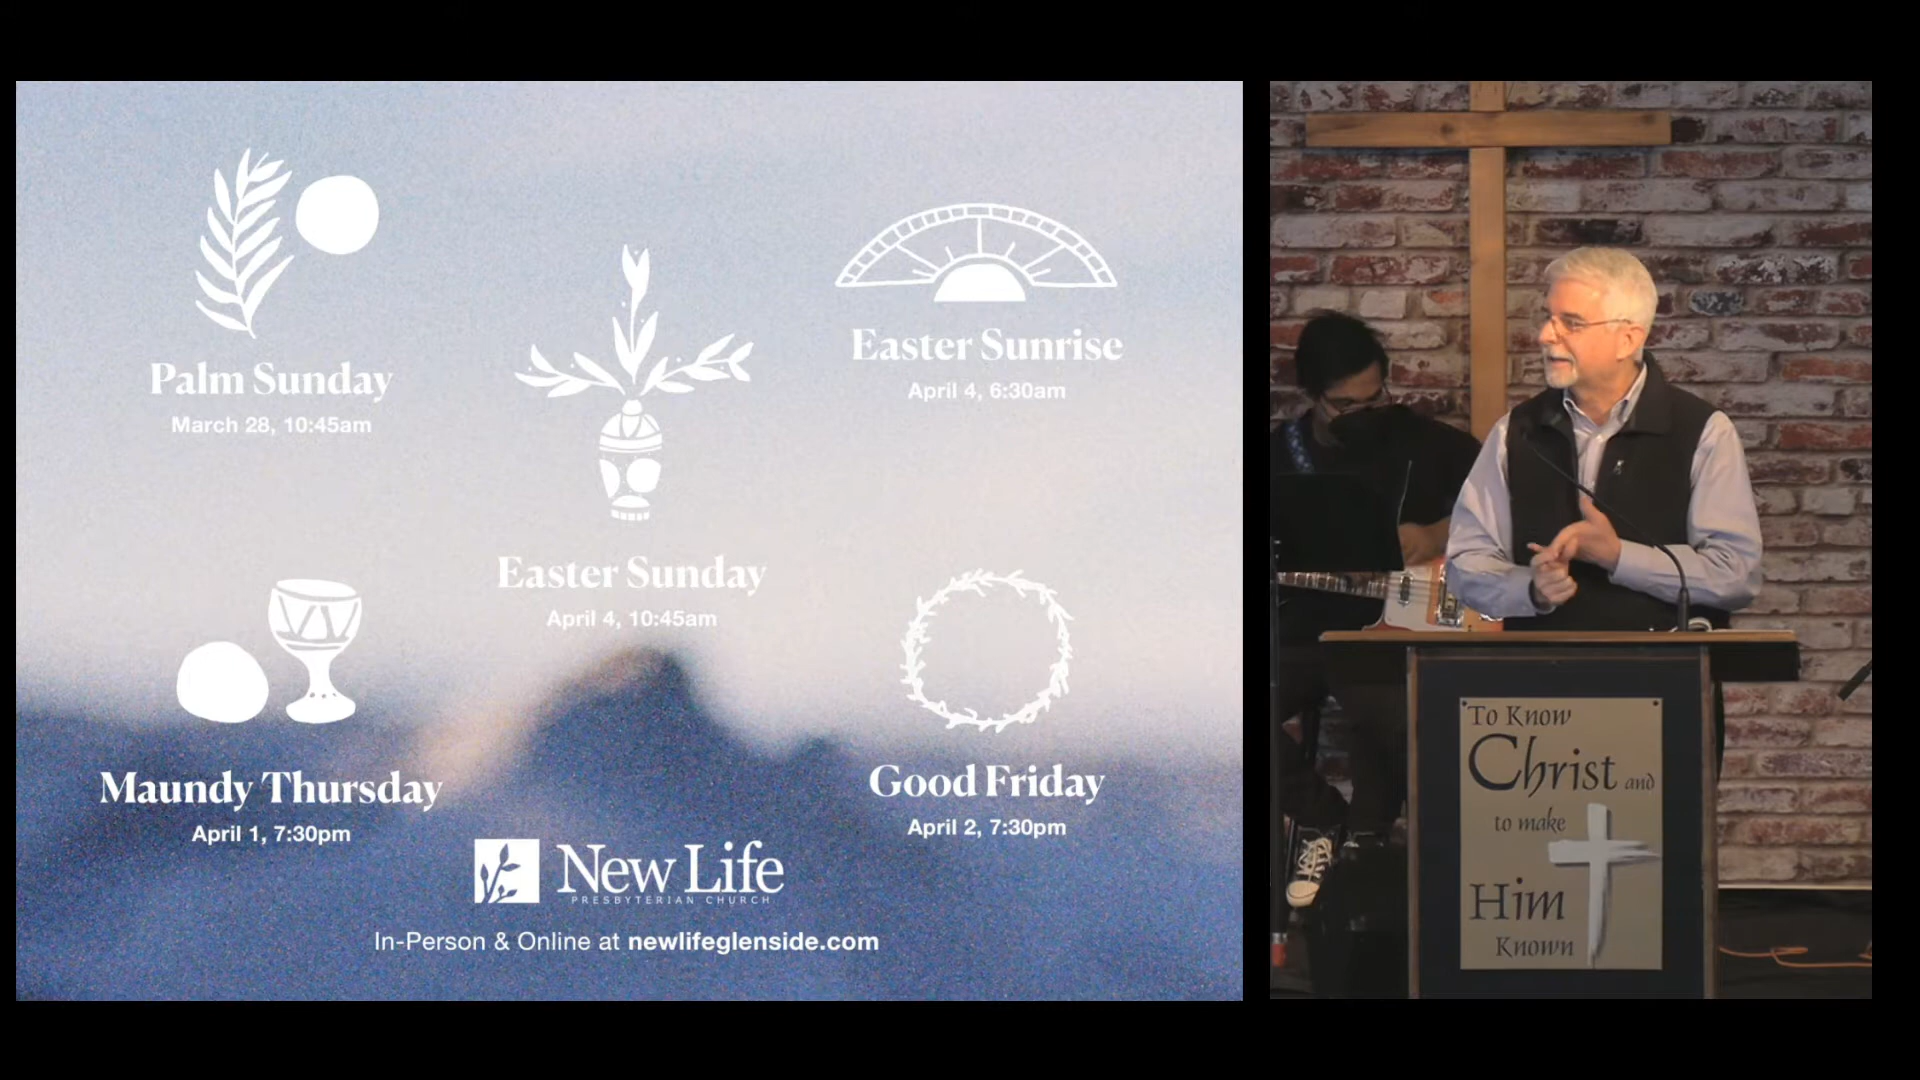 Palm Sunday
March 28, 10:45am
Easter Sunday
April 4, 10:45am
Easter Sunrise
April 4, 6:30am
Maundy Thursday
April 1, 7:30pm
Good Friday
April 2, 7:30pm
New Life
PRESBYTERIAN CHURCH
In-Person & Online at newlifeglenside.com
To Know
Christ and
to make
Him
Known